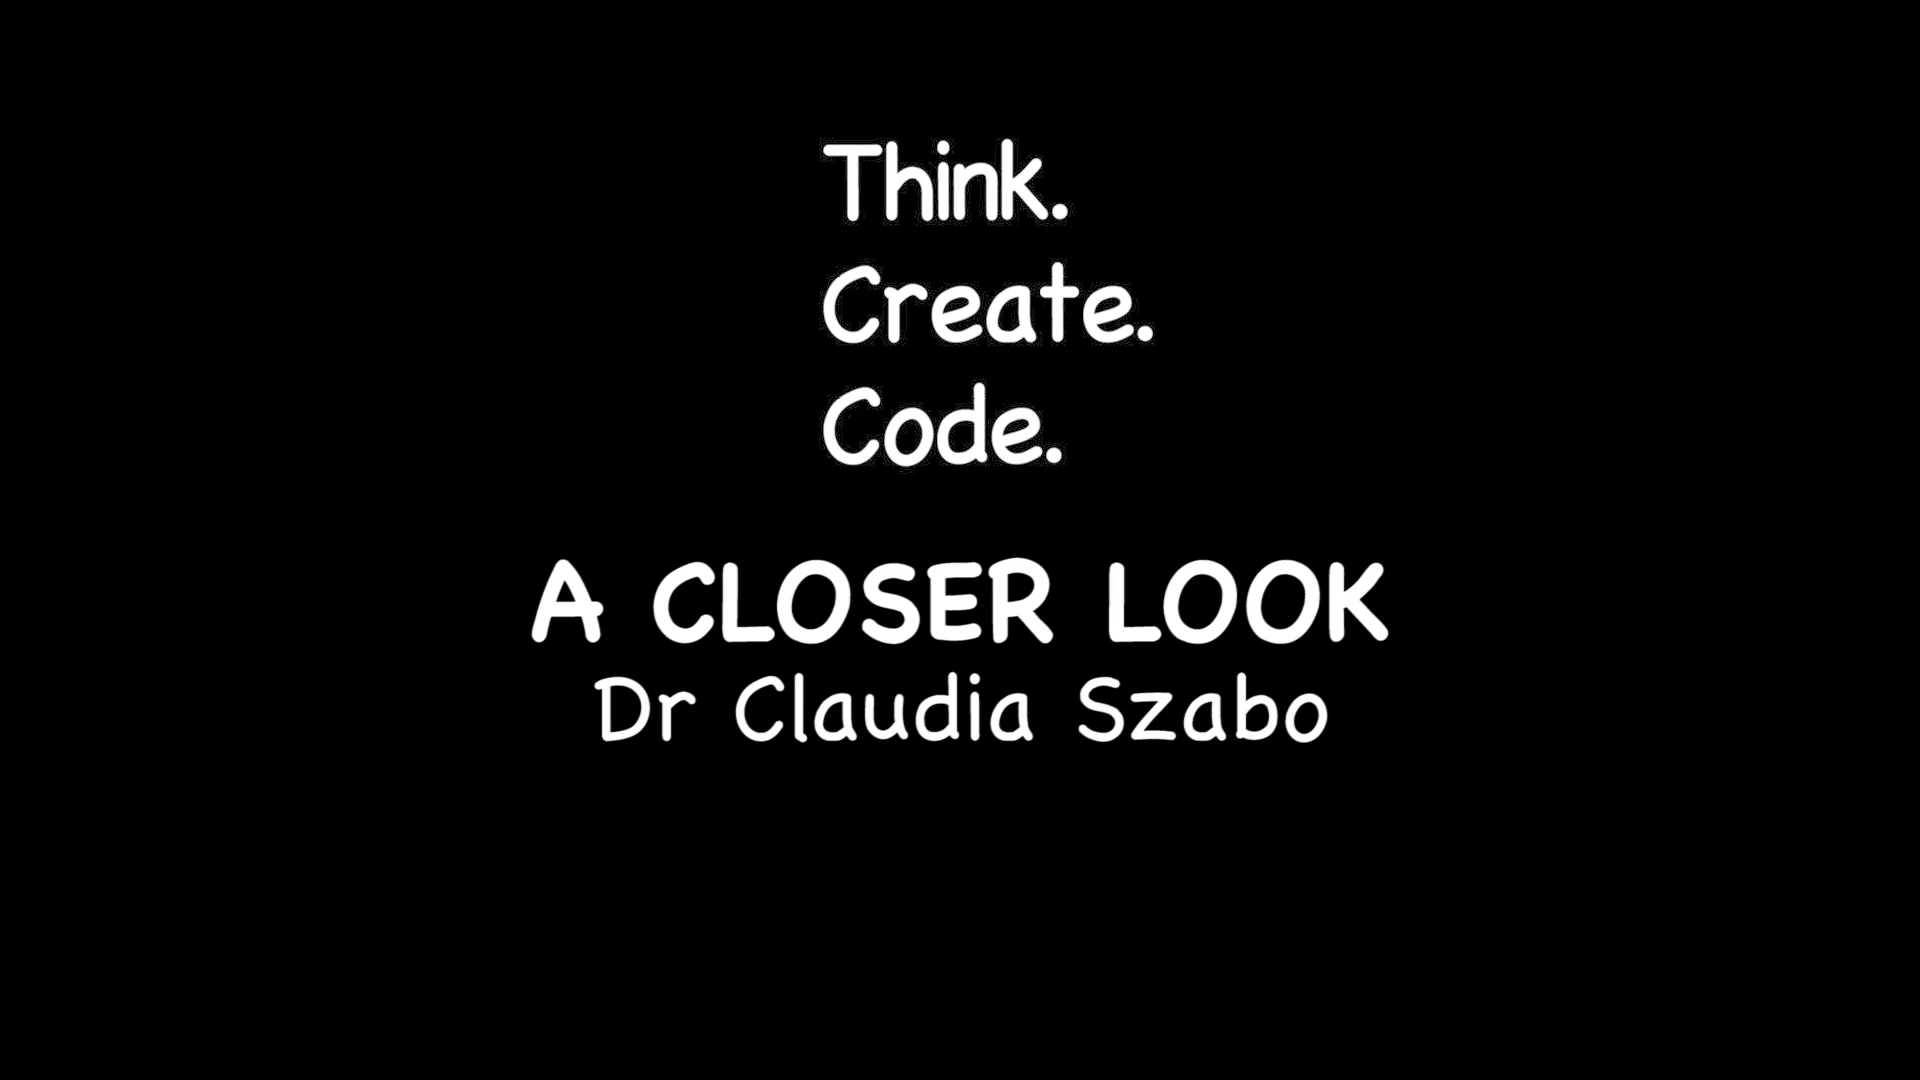 Think.
Create.
Code.
A CLOSER LOOK
Dr Claudia Szabo